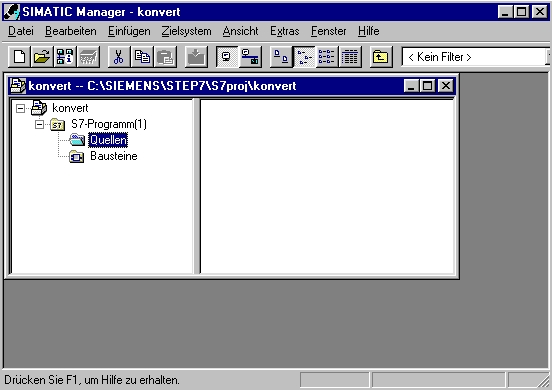 SIMATIC Manager - konvert
Datei Bearbeiten Einfügen Zielsystem Ansicht Extras Fenster Hilfe
< Kein Filter >
konvert -- C:\SIEMENS\STEP7\S7proj\konvert
konvert
S7 S7-Programm(1)
Quellen
Bausteine
Drücken Sie F1, um Hilfe zu erhalten.